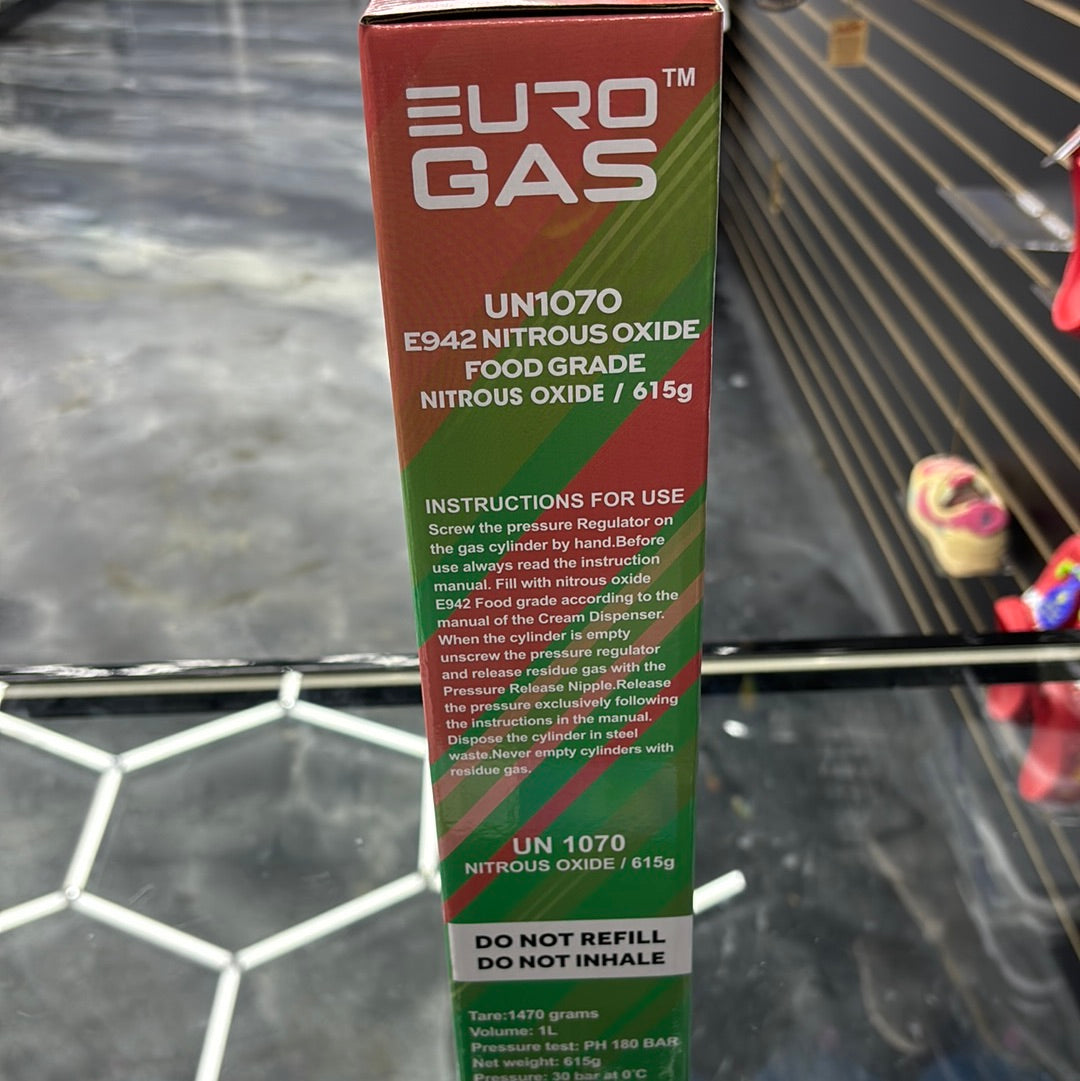 EURO™
GAS
UN1070
E942 NITROUS OXIDE
FOOD GRADE
NITROUS OXIDE / 615g
INSTRUCTIONS FOR USE
Screw the pressure Regulator on
the gas cylinder by hand.Before
use always read the instruction
manual. Fill with nitrous oxide
E942 Food grade according to the
manual of the Cream Dispenser.
When the cylinder is empty
unscrew the pressure regulator
and release residue gas with the
Pressure Release Nipple.Release
the pressure exclusively following
the instructions in the manual.
Dispose the cylinder in steel
waste.Never empty cylinders with
residue gas.
UN 1070
NITROUS OXIDE / 615g
DO NOT REFILL
DO NOT INHALE
Tare:1470 grams
Volume: 1L
Pressure test: PH 180 BAR
Net weight: 615g
Pressure: 30 bar at 0°C